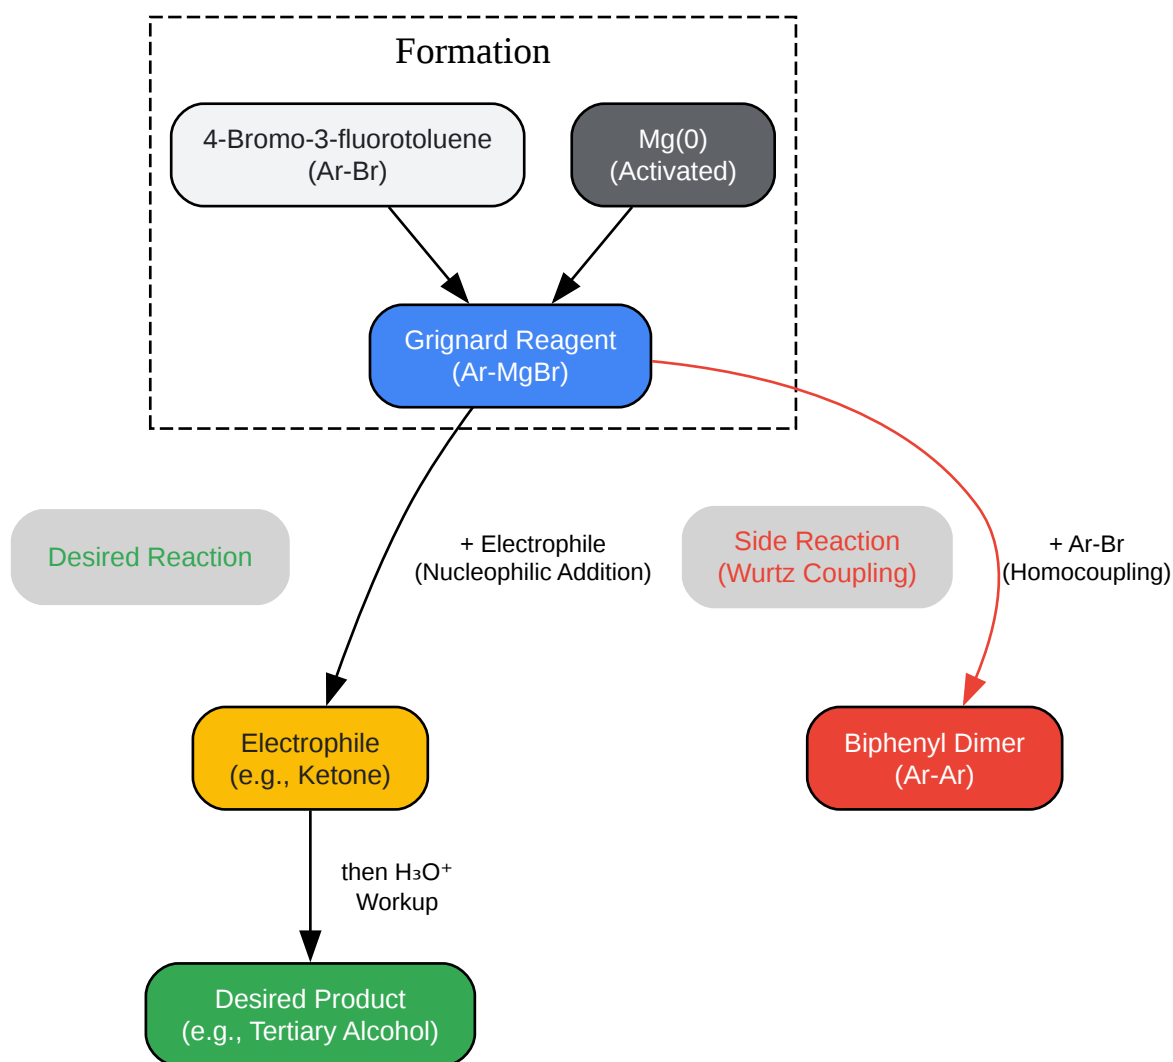 Formation
4-Bromo-3-fluorotoluene
(Ar-Br)
Mg(0)
(Activated)
Grignard Reagent
(Ar-MgBr)
Desired Reaction
+ Electrophile
(Nucleophilic Addition)
Side Reaction
(Wurtz Coupling)
+ Ar-Br
(Homocoupling)
Electrophile
(e.g., Ketone)
Biphenyl Dimer
(Ar-Ar)
then H₃O⁺
Workup
Desired Product
(e.g., Tertiary Alcohol)